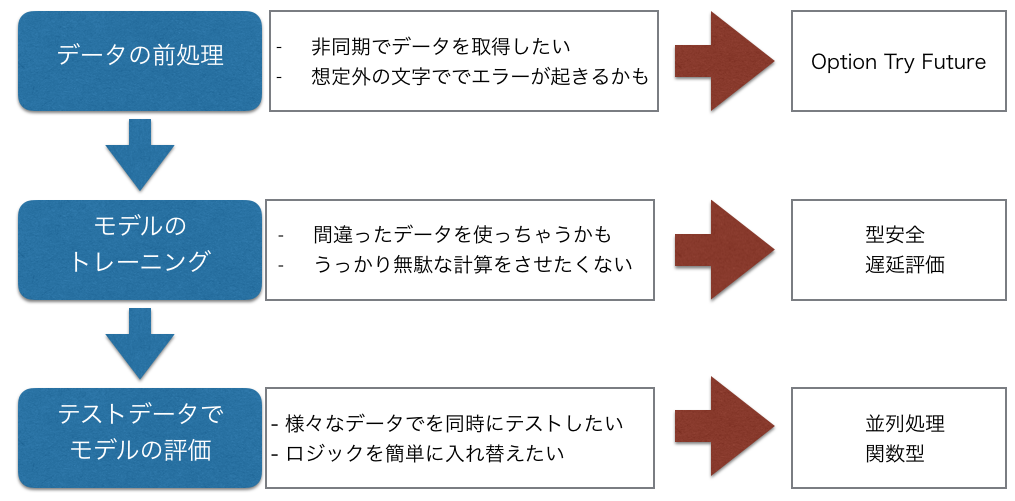 データの前処理
- 非同期でデータを取得したい
- 想定外の文字ででエラーが起きるかも
Option Try Future
モデルの
トレーニング
- 間違ったデータを使っちゃうかも
- うっかり無駄な計算をさせたくない
型安全
遅延評価
テストデータで
モデルの評価
- 様々なデータでを同時にテストしたい
- ロジックを簡単に入れ替えたい
並列処理
関数型